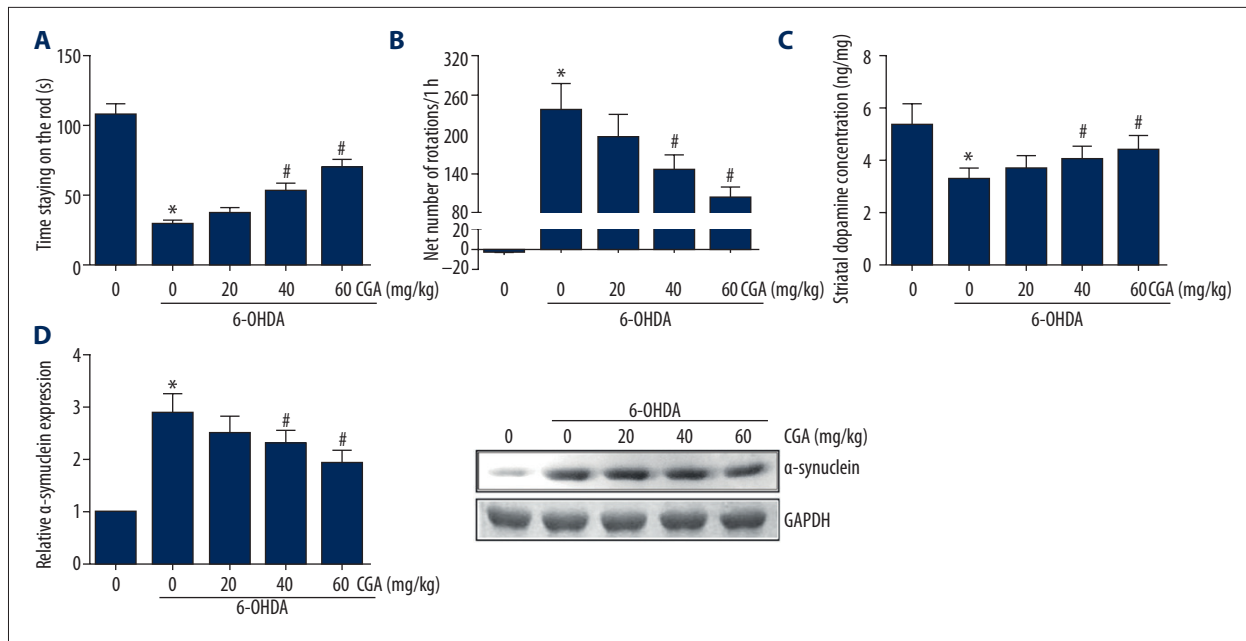 A
Time staying on the rod (s)
150
100
50
0
*
#
#
0 0 20 40 60 CGA (mg/kg)
6-OHDA
B
Net number of rotations/1 h
320
260
200
140
80
20
0
−20
*
#
#
0 0 20 40 60 CGA (mg/kg)
6-OHDA
C
Striatal dopamine concentration (ng/mg)
8
6
4
2
0
*
#
#
0 0 20 40 60 CGA (mg/kg)
6-OHDA
D
Relative α-symuclein expression
4
3
2
1
0
*
#
#
0 0 20 40 60 CGA (mg/kg)
6-OHDA
6-OHDA
0 0 20 40 60 CGA (mg/kg)
α-synuclein
GAPDH